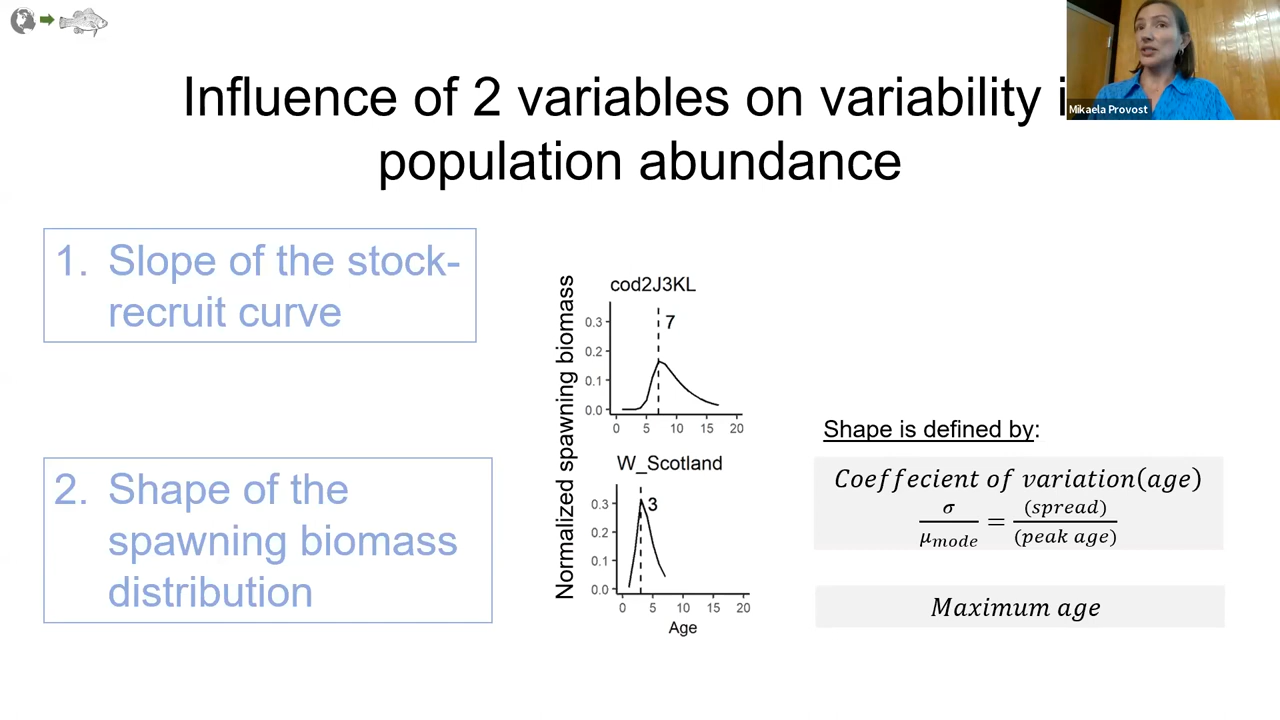 Influence of 2 variables on variability i
population abundance
Mikaela Provost
1. Slope of the stock-
recruit curve
2. Shape of the
spawning biomass
distribution
Normalized spawning biomass
cod2J3KL
7
0.3
0.2
0.1
0.0
0 5 10 15 20
W_Scotland
3
0.3
0.2
0.1
0.0
0 5 10 15 20
Age
Shape is defined by:
Coeffecient of variation(age)
σ/μmode = (spread)/(peak age)
Maximum age